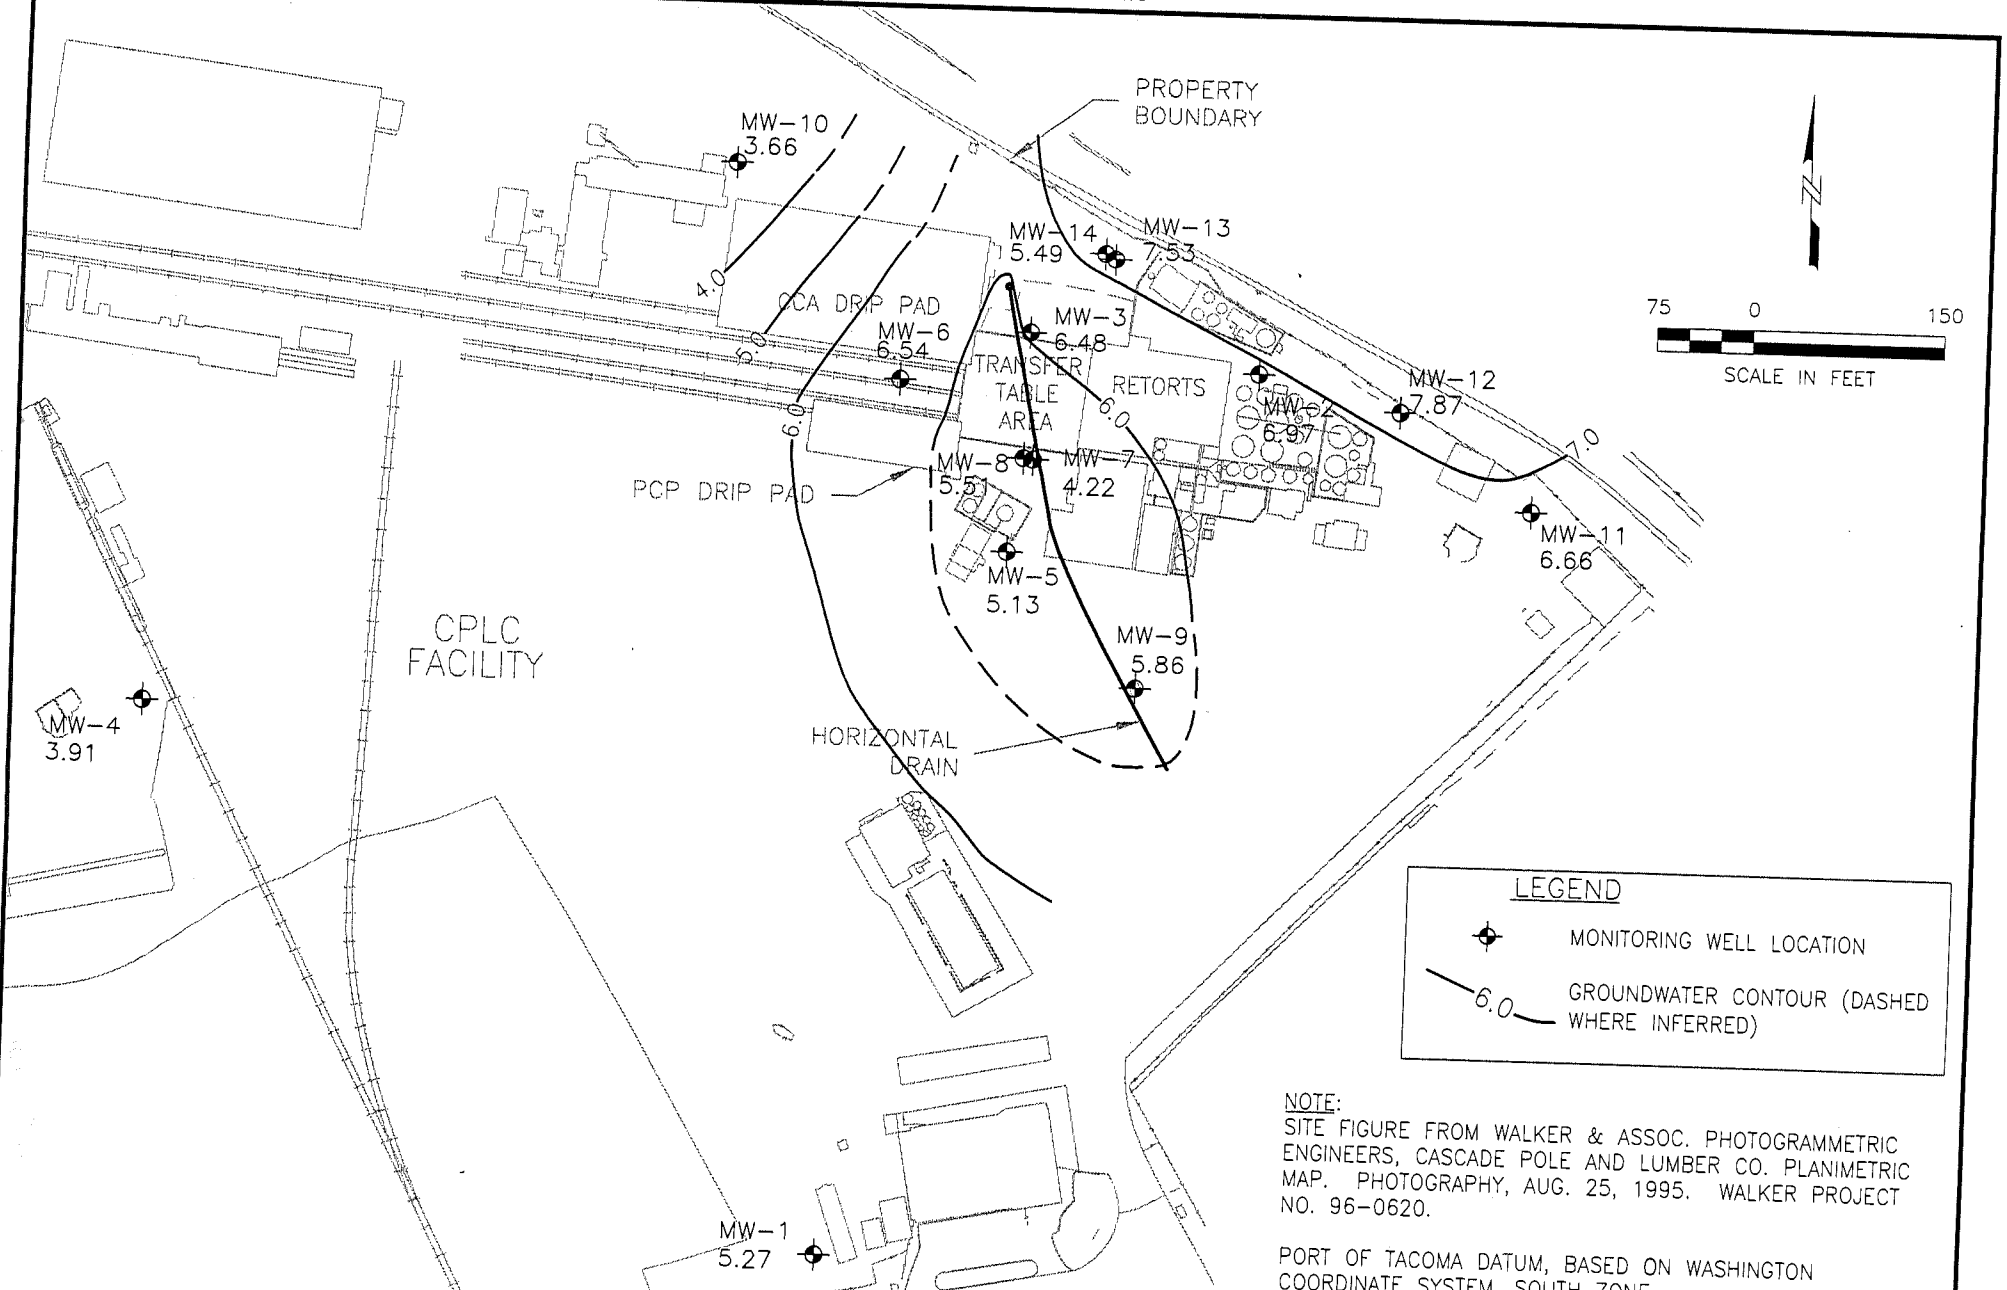 PROPERTY
BOUNDARY
MW-10
3.66
MW-14
5.49
MW-13
7.53
N
75 0 150
SCALE IN FEET
4.0
CCA DRIP PAD
5.0
MW-6
6.54
MW-3
6.48
TRANSFER
TABLE
AREA
RETORTS
6.0
6.0
MW-12
7.87
MW-2
6.97
7.0
MW-8
5.51
MW-7
4.22
PCP DRIP PAD
MW-11
6.66
MW-5
5.13
CPLC
FACILITY
MW-9
5.86
MW-4
3.91
HORIZONTAL
DRAIN
LEGEND
MONITORING WELL LOCATION
6.0
GROUNDWATER CONTOUR (DASHED
WHERE INFERRED)
NOTE:
SITE FIGURE FROM WALKER & ASSOC. PHOTOGRAMMETRIC
ENGINEERS, CASCADE POLE AND LUMBER CO. PLANIMETRIC
MAP. PHOTOGRAPHY, AUG. 25, 1995. WALKER PROJECT
NO. 96-0620.
MW-1
5.27
PORT OF TACOMA DATUM, BASED ON WASHINGTON
COORDINATE SYSTEM, SOUTH ZONE